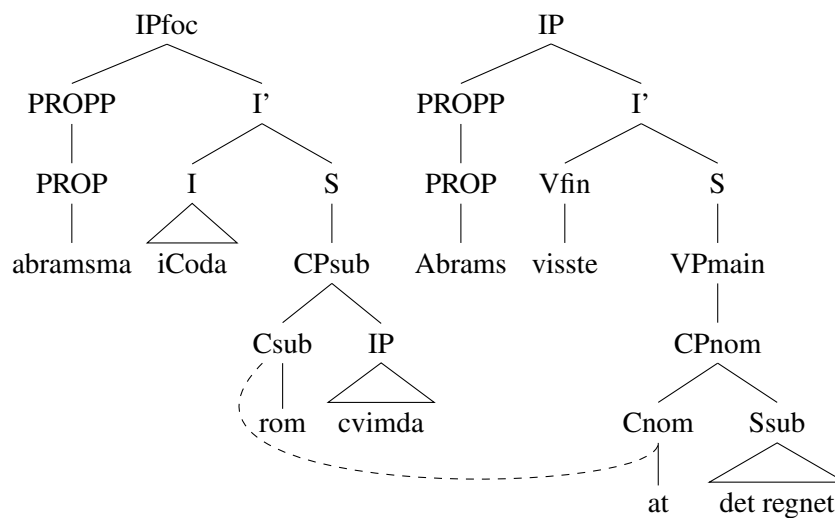 IPfoc IP
PROPP I' PROPP I'
PROP I S PROP Vfin S
abramsma iCoda CPsub Abrams visste VPmain
Csub IP CPnom
rom cvimda Cnom Ssub
at det regnet